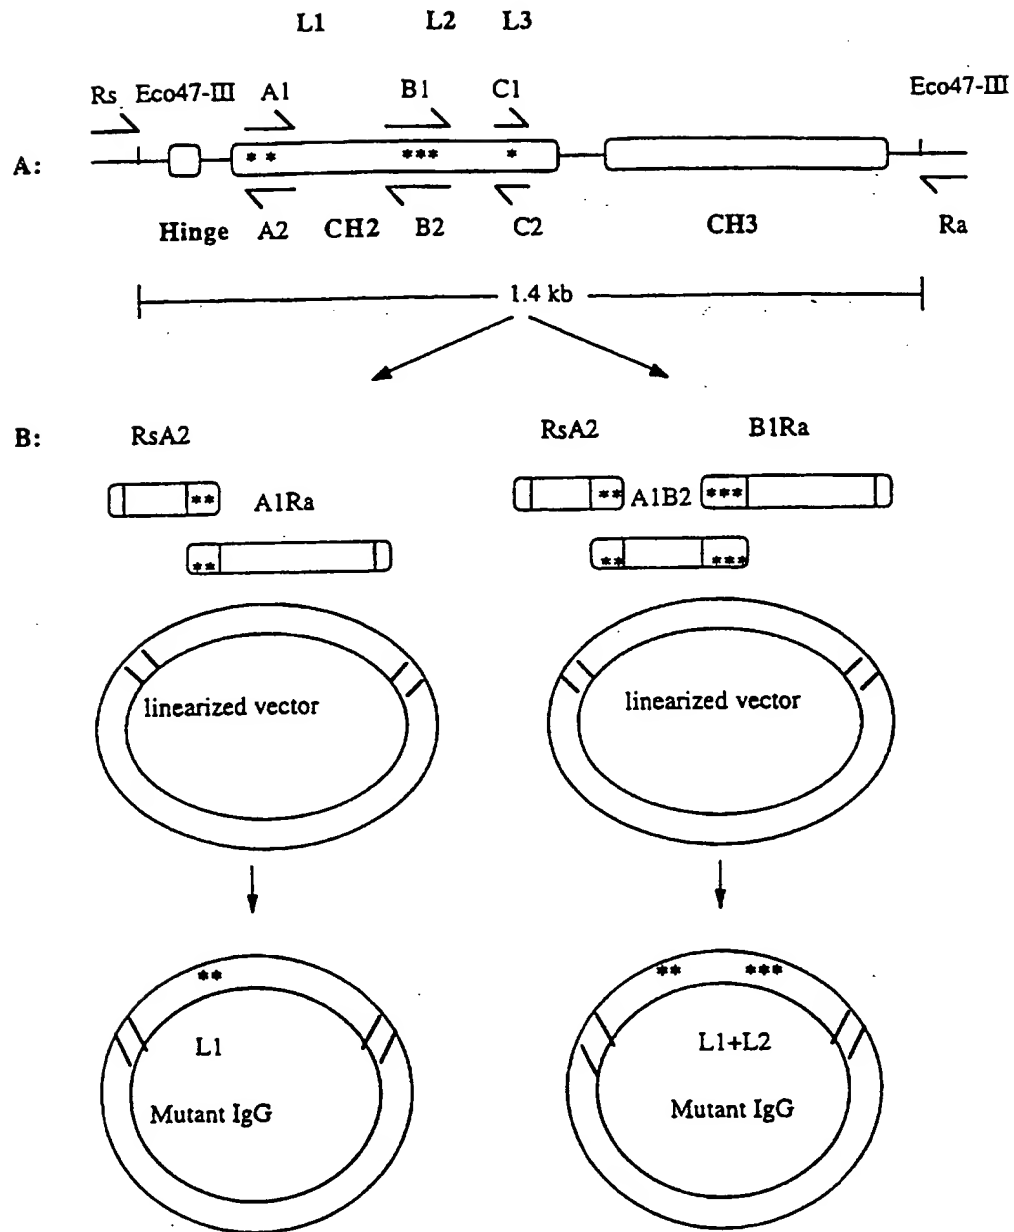 L1 L2 L3
Rs Eco47-III A1 B1 C1 Eco47-III
A: ** *** *
Hinge A2 CH2 B2 C2 CH3 Ra
1.4 kb
B: RsA2 RsA2 B1Ra
** A1Ra ** A1B2 ***
** ** ***
linearized vector linearized vector
** ** ***
L1 L1+L2
Mutant IgG Mutant IgG